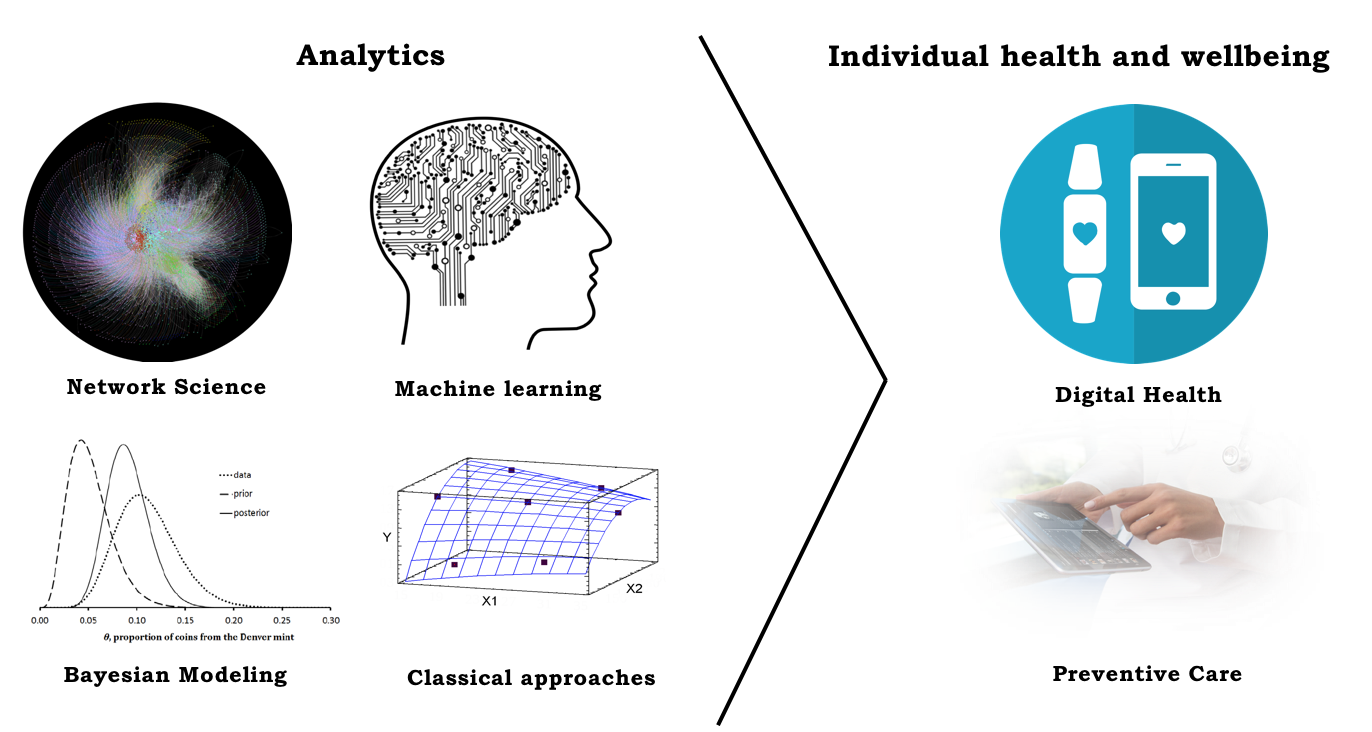 Analytics
Individual health and wellbeing
Network Science
Machine learning
Digital Health
data
prior
posterior
0.00 0.05 0.10 0.15 0.20 0.25 0.30
θ, proportion of coins from the Denver mint
Y
X1
X2
Bayesian Modeling
Classical approaches
Preventive Care